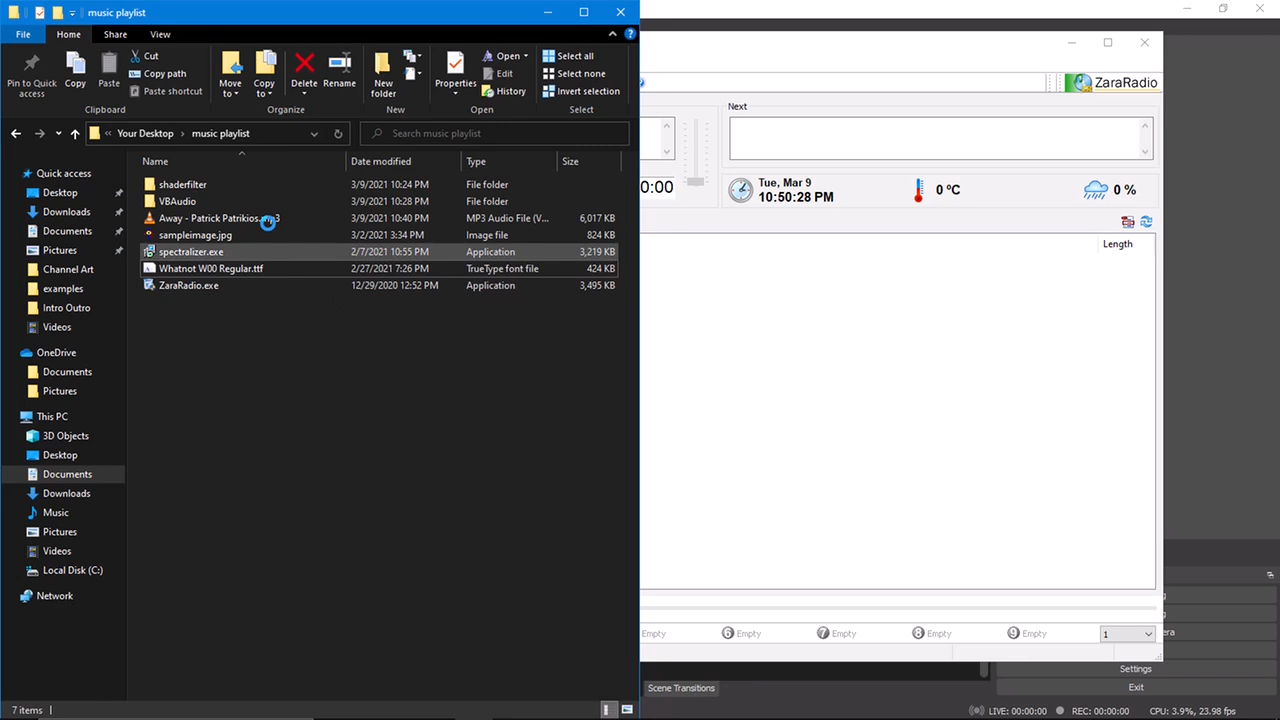 music playlist
File Home Share View
Pin to Quick access
Copy
Paste
Cut
Copy path
Paste shortcut
Move to
Copy to
Delete
Rename
New folder
Properties
Open
Edit
History
Select all
Select none
Invert selection
Clipboard Organize New Open Select
Your Desktop music playlist
Search music playlist
Name Date modified Type Size
shaderfilter 3/9/2021 10:24 PM File folder
VBAudio 3/9/2021 10:28 PM File folder
Away - Patrick Patrikios.mp3 3/9/2021 10:40 PM MP3 Audio File (V... 6,017 KB
sampleimage.jpg 3/2/2021 3:34 PM Image file 824 KB
spectralizer.exe 2/7/2021 10:55 PM Application 3,219 KB
Whatnot W00 Regular.ttf 2/27/2021 7:26 PM TrueType font file 424 KB
ZaraRadio.exe 12/29/2020 12:52 PM Application 3,495 KB
Quick access
Desktop
Downloads
Documents
Pictures
Channel Art
examples
Intro Outro
Videos
OneDrive
Documents
Pictures
This PC
3D Objects
Desktop
Documents
Downloads
Music
Pictures
Videos
Local Disk (C:)
Network
7 items
ZaraRadio
Next
0:00
Tue, Mar 9
10:50:28 PM
0 ºC
0 %
Length
Empty 6 Empty 7 Empty 8 Empty 9 Empty 1
era
Settings
Scene Transitions
Exit
LIVE: 00:00:00 REC: 00:00:00 CPU: 3.9%, 23.98 fps